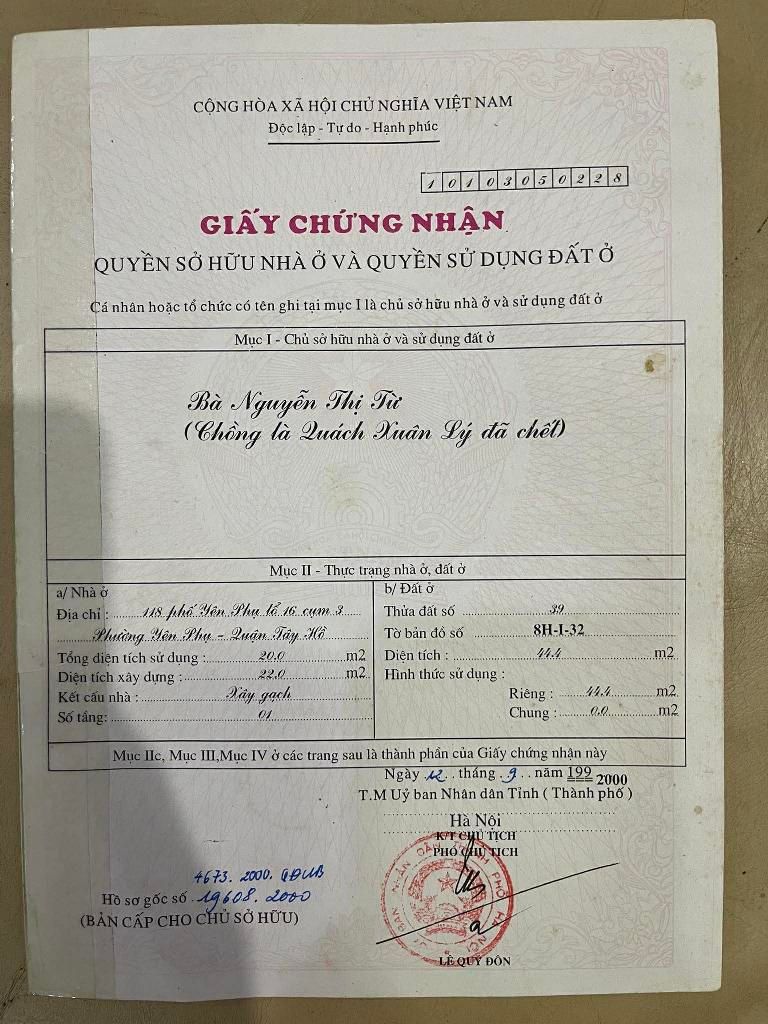 CỘNG HÒA XÃ HỘI CHỦ NGHĨA VIỆT NAM
Độc lập - Tự do - Hạnh phúc
1 0 1 0 3 0 5 0 2 2 8
GIẤY CHỨNG NHẬN
QUYỀN SỞ HỮU NHÀ Ở VÀ QUYỀN SỬ DỤNG ĐẤT Ở
Cá nhân hoặc tổ chức có tên ghi tại mục I là chủ sở hữu nhà ở và sử dụng đất ở
Mục I - Chủ sở hữu nhà ở và sử dụng đất ở
Bà Nguyễn Thị Từ
(Chồng là Quách Xuân Lý đã chết)
Mục II - Thực trạng nhà ở, đất ở
a/ Nhà ở
Địa chỉ : 118 phố Yên Phụ tổ 16 cụm 3
Phường Yên Phụ - Quận Tây Hồ
Tổng diện tích sử dụng : 20.0 m2
Diện tích xây dựng : 22.0 m2
Kết cấu nhà : Xây gạch
Số tầng: 01
b/ Đất ở
Thửa đất số 39
Tờ bản đồ số 8H-I-32
Diện tích : 44.4 m2
Hình thức sử dụng :
Riêng : 44.4 m2
Chung : 0.0 m2
Mục IIc, Mục III,Mục IV ở các trang sau là thành phần của Giấy chứng nhận này
Ngày 12 tháng 9 năm 199 2000
T.M Uỷ ban Nhân dân Tỉnh ( Thành phố )
Hà Nội
K/T CHỦ TỊCH
PHÓ CHỦ TỊCH
4673. 2000. QĐUB
Hồ sơ gốc số 19608. 2000
(BẢN CẤP CHO CHỦ SỞ HỮU)
LÊ QUÝ ĐÔN